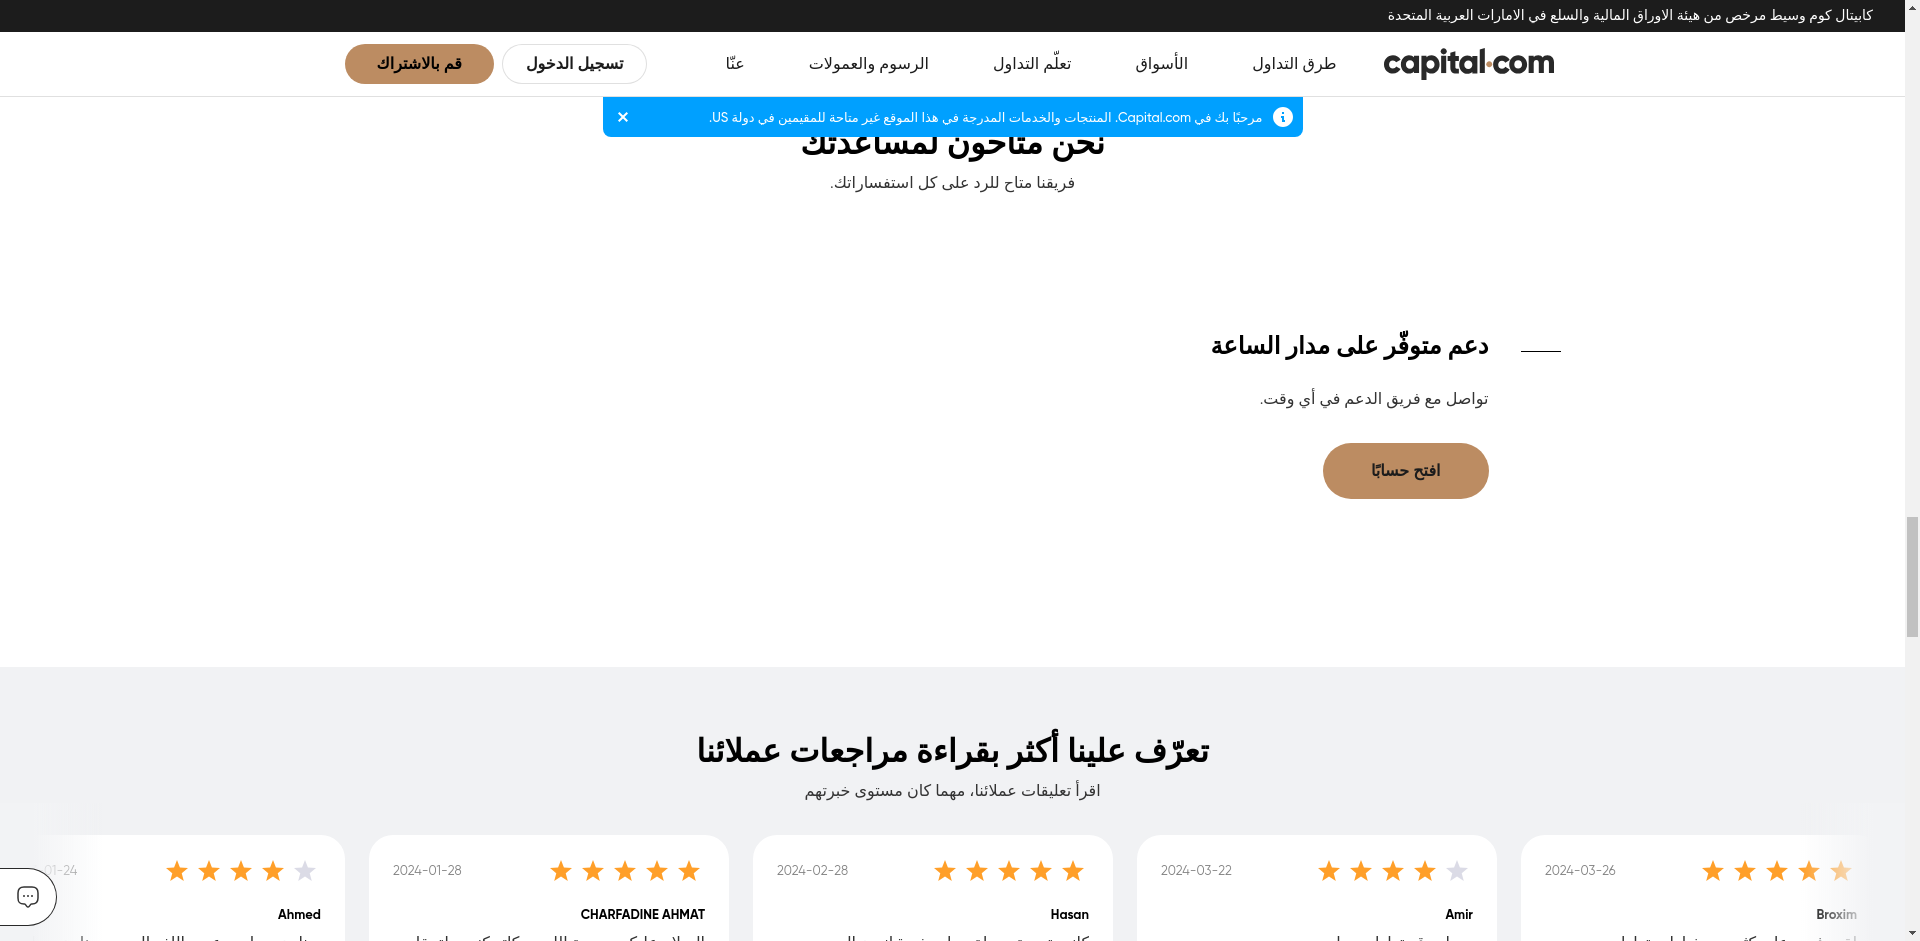 كابيتال كوم وسيط مرخص من هيئة الاوراق المالية والسلع في الامارات العربية المتحدة
capital.com
طرق التداول
الأسواق
تعلّم التداول
الرسوم والعمولات
عنّا
تسجيل الدخول
قم بالاشتراك
مرحبًا بك في Capital.com. المنتجات والخدمات المدرجة في هذا الموقع غير متاحة للمقيمين في دولة US.
نحن متاحون لمساعدتك
فريقنا متاح للرد على كل استفساراتك.
دعم متوفّر على مدار الساعة
تواصل مع فريق الدعم في أي وقت.
افتح حسابًا
تعرّف علينا أكثر بقراءة مراجعات عملائنا
اقرأ تعليقات عملائنا، مهما كان مستوى خبرتهم
2024-03-26
Broxim
2024-03-22
Amir
2024-02-28
Hasan
2024-01-28
CHARFADINE AHMAT
01-24
Ahmed